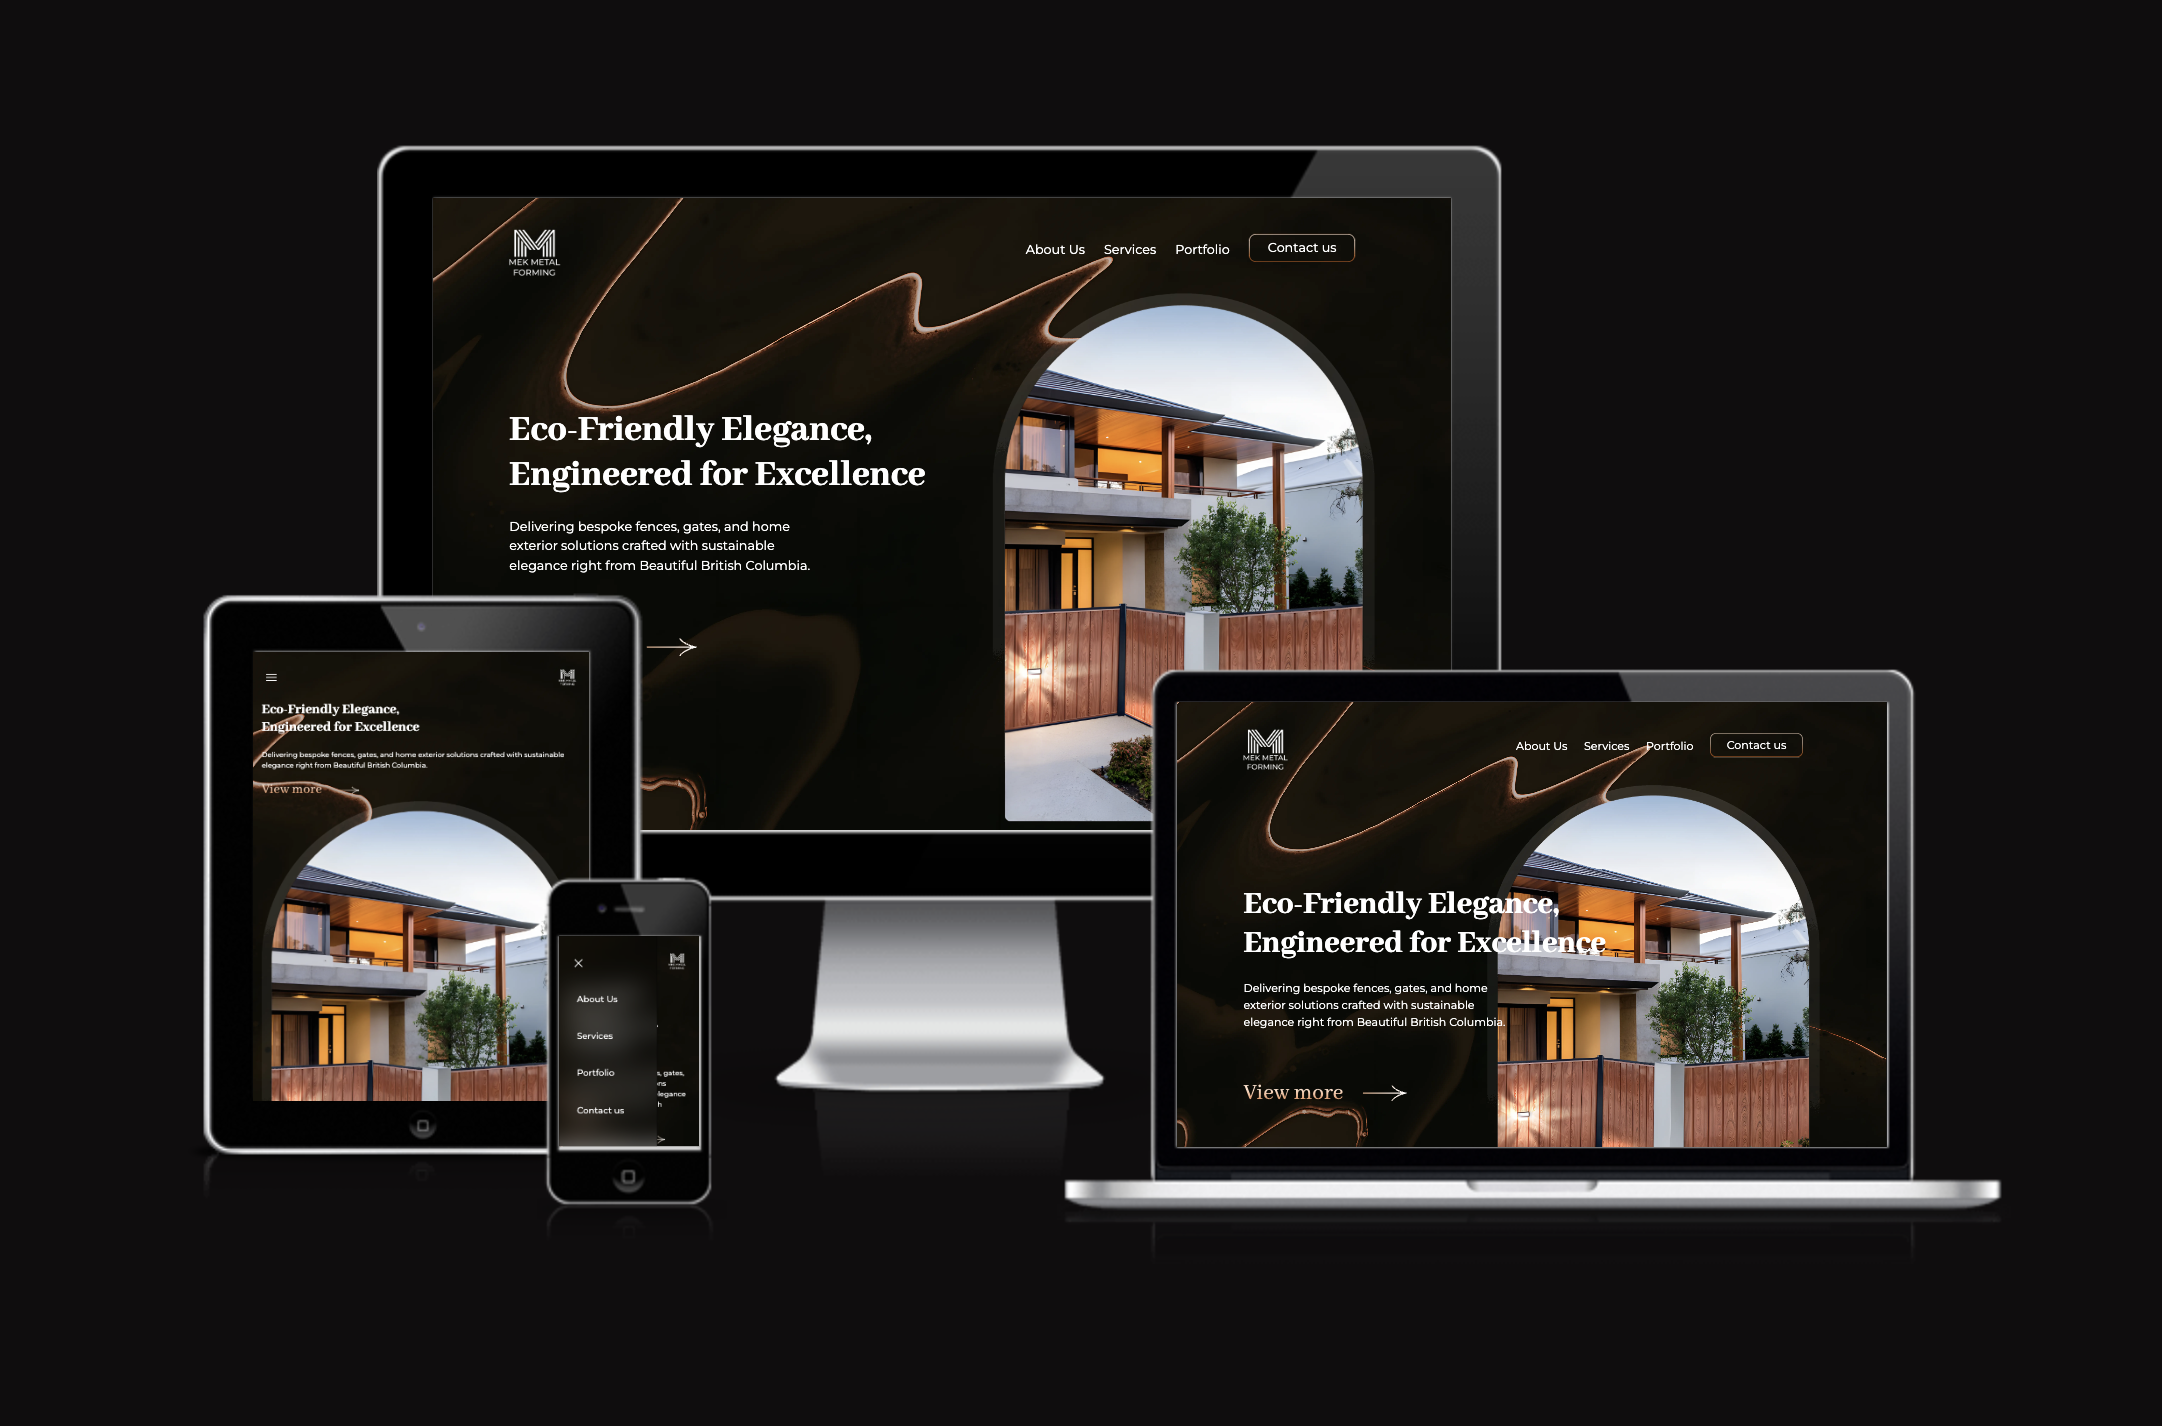 MEK METAL
FORMING
About Us
Services
Portfolio
Contact us
Eco-Friendly Elegance,
Engineered for Excellence
Delivering bespoke fences, gates, and home
exterior solutions crafted with sustainable
elegance right from Beautiful British Columbia.
Eco-Friendly Elegance,
Engineered for Excellence
Delivering bespoke fences, gates, and home exterior solutions crafted with sustainable
elegance right from Beautiful British Columbia.
View more
About Us
Services
Portfolio
Contact us
s, gates,
ns
legance
h
MEK METAL
FORMING
About Us
Services
Portfolio
Contact us
Eco-Friendly Elegance,
Engineered for Excellence
Delivering bespoke fences, gates, and home
exterior solutions crafted with sustainable
elegance right from Beautiful British Columbia.
View more